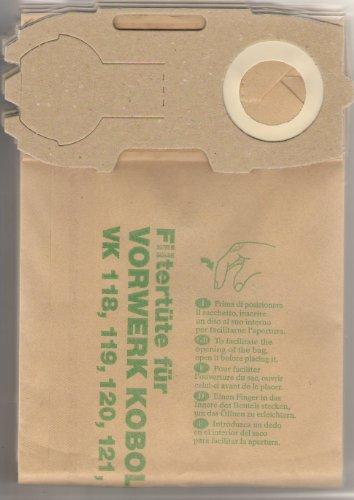 Filtertüte für
VORWERK KOBOL
VK 118, 119, 120, 121,
I Prima di posizionare
il sacchetto, inserire
un dito al suo interno
per facilitarne l'apertura.
GB To facilitate the
opening of the bag,
open it before placing it.
F Pour faciliter
l'ouverture du sac, ouvrir
celui-ci avant de le placer.
D Einen Finger in das
Innere des Beutels stecken,
um das Öffnen zu erleichtern.
E Introduzca un dedo
en el interior del saco
para facilitar la apertura.